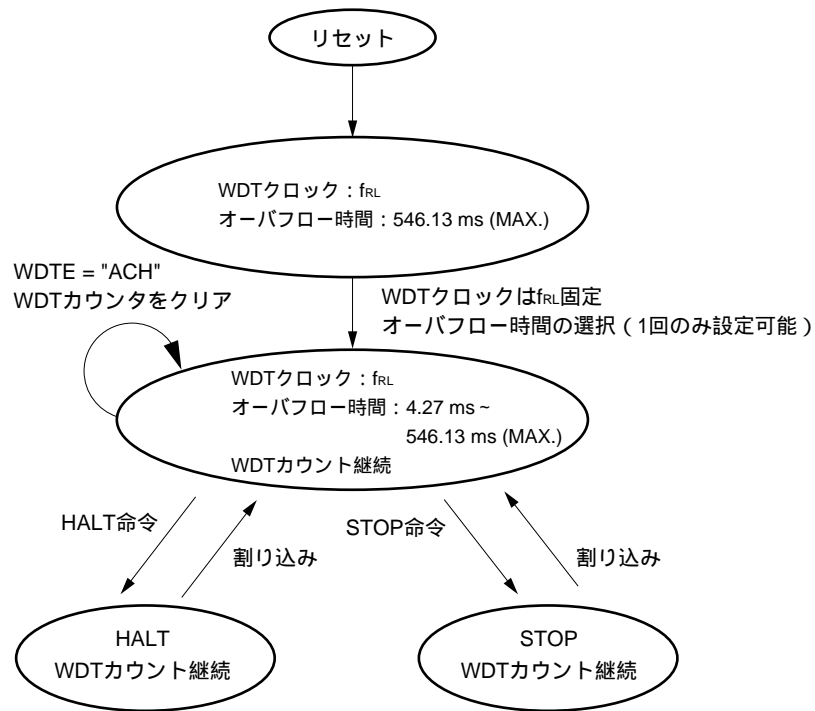 リセット
WDTクロック：fRL
オーバフロー時間：546.13 ms (MAX.)
WDTE = "ACH"
WDTカウンタをクリア
WDTクロックはfRL固定
オーバフロー時間の選択（1回のみ設定可能）
WDTクロック：fRL
オーバフロー時間：4.27 ms ~
546.13 ms (MAX.)
WDTカウント継続
HALT命令
割り込み
STOP命令
割り込み
HALT
WDTカウント継続
STOP
WDTカウント継続